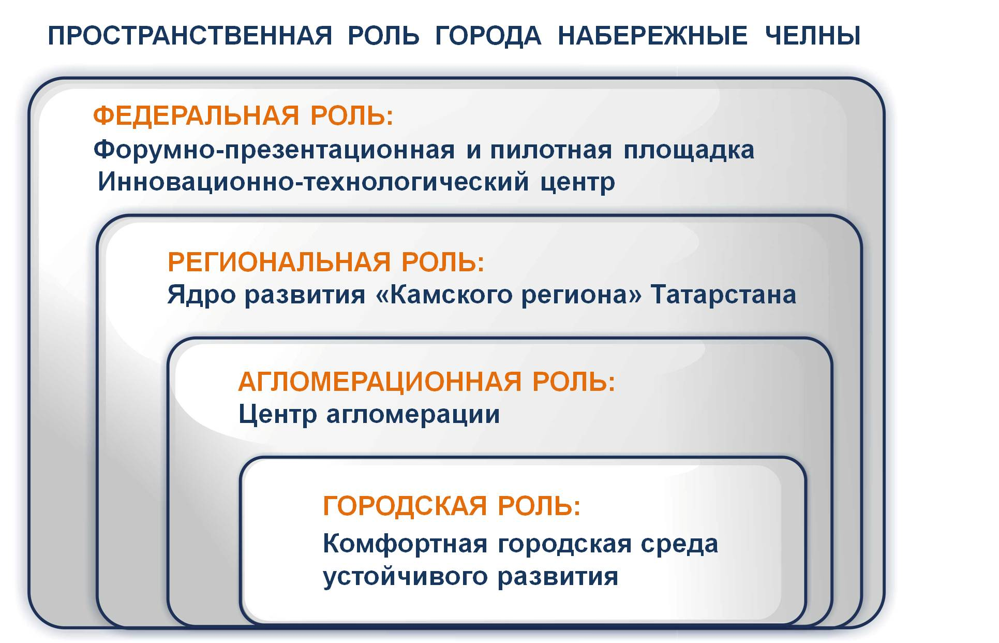 ПРОСТРАНСТВЕННАЯ РОЛЬ ГОРОДА НАБЕРЕЖНЫЕ ЧЕЛНЫ
ФЕДЕРАЛЬНАЯ РОЛЬ:
Форумно-презентационная и пилотная площадка
Инновационно-технологический центр
РЕГИОНАЛЬНАЯ РОЛЬ:
Ядро развития «Камского региона» Татарстана
АГЛОМЕРАЦИОННАЯ РОЛЬ:
Центр агломерации
ГОРОДСКАЯ РОЛЬ:
Комфортная городская среда
устойчивого развития